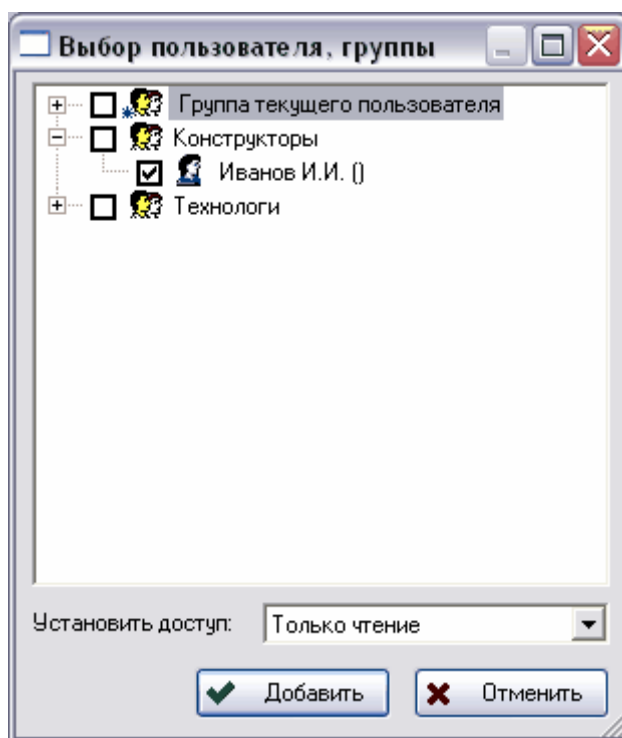 Выбор пользователя, группы
Группа текущего пользователя
Конструкторы
Иванов И.И. ()
Технологи
Установить доступ: Только чтение
Добавить Отменить